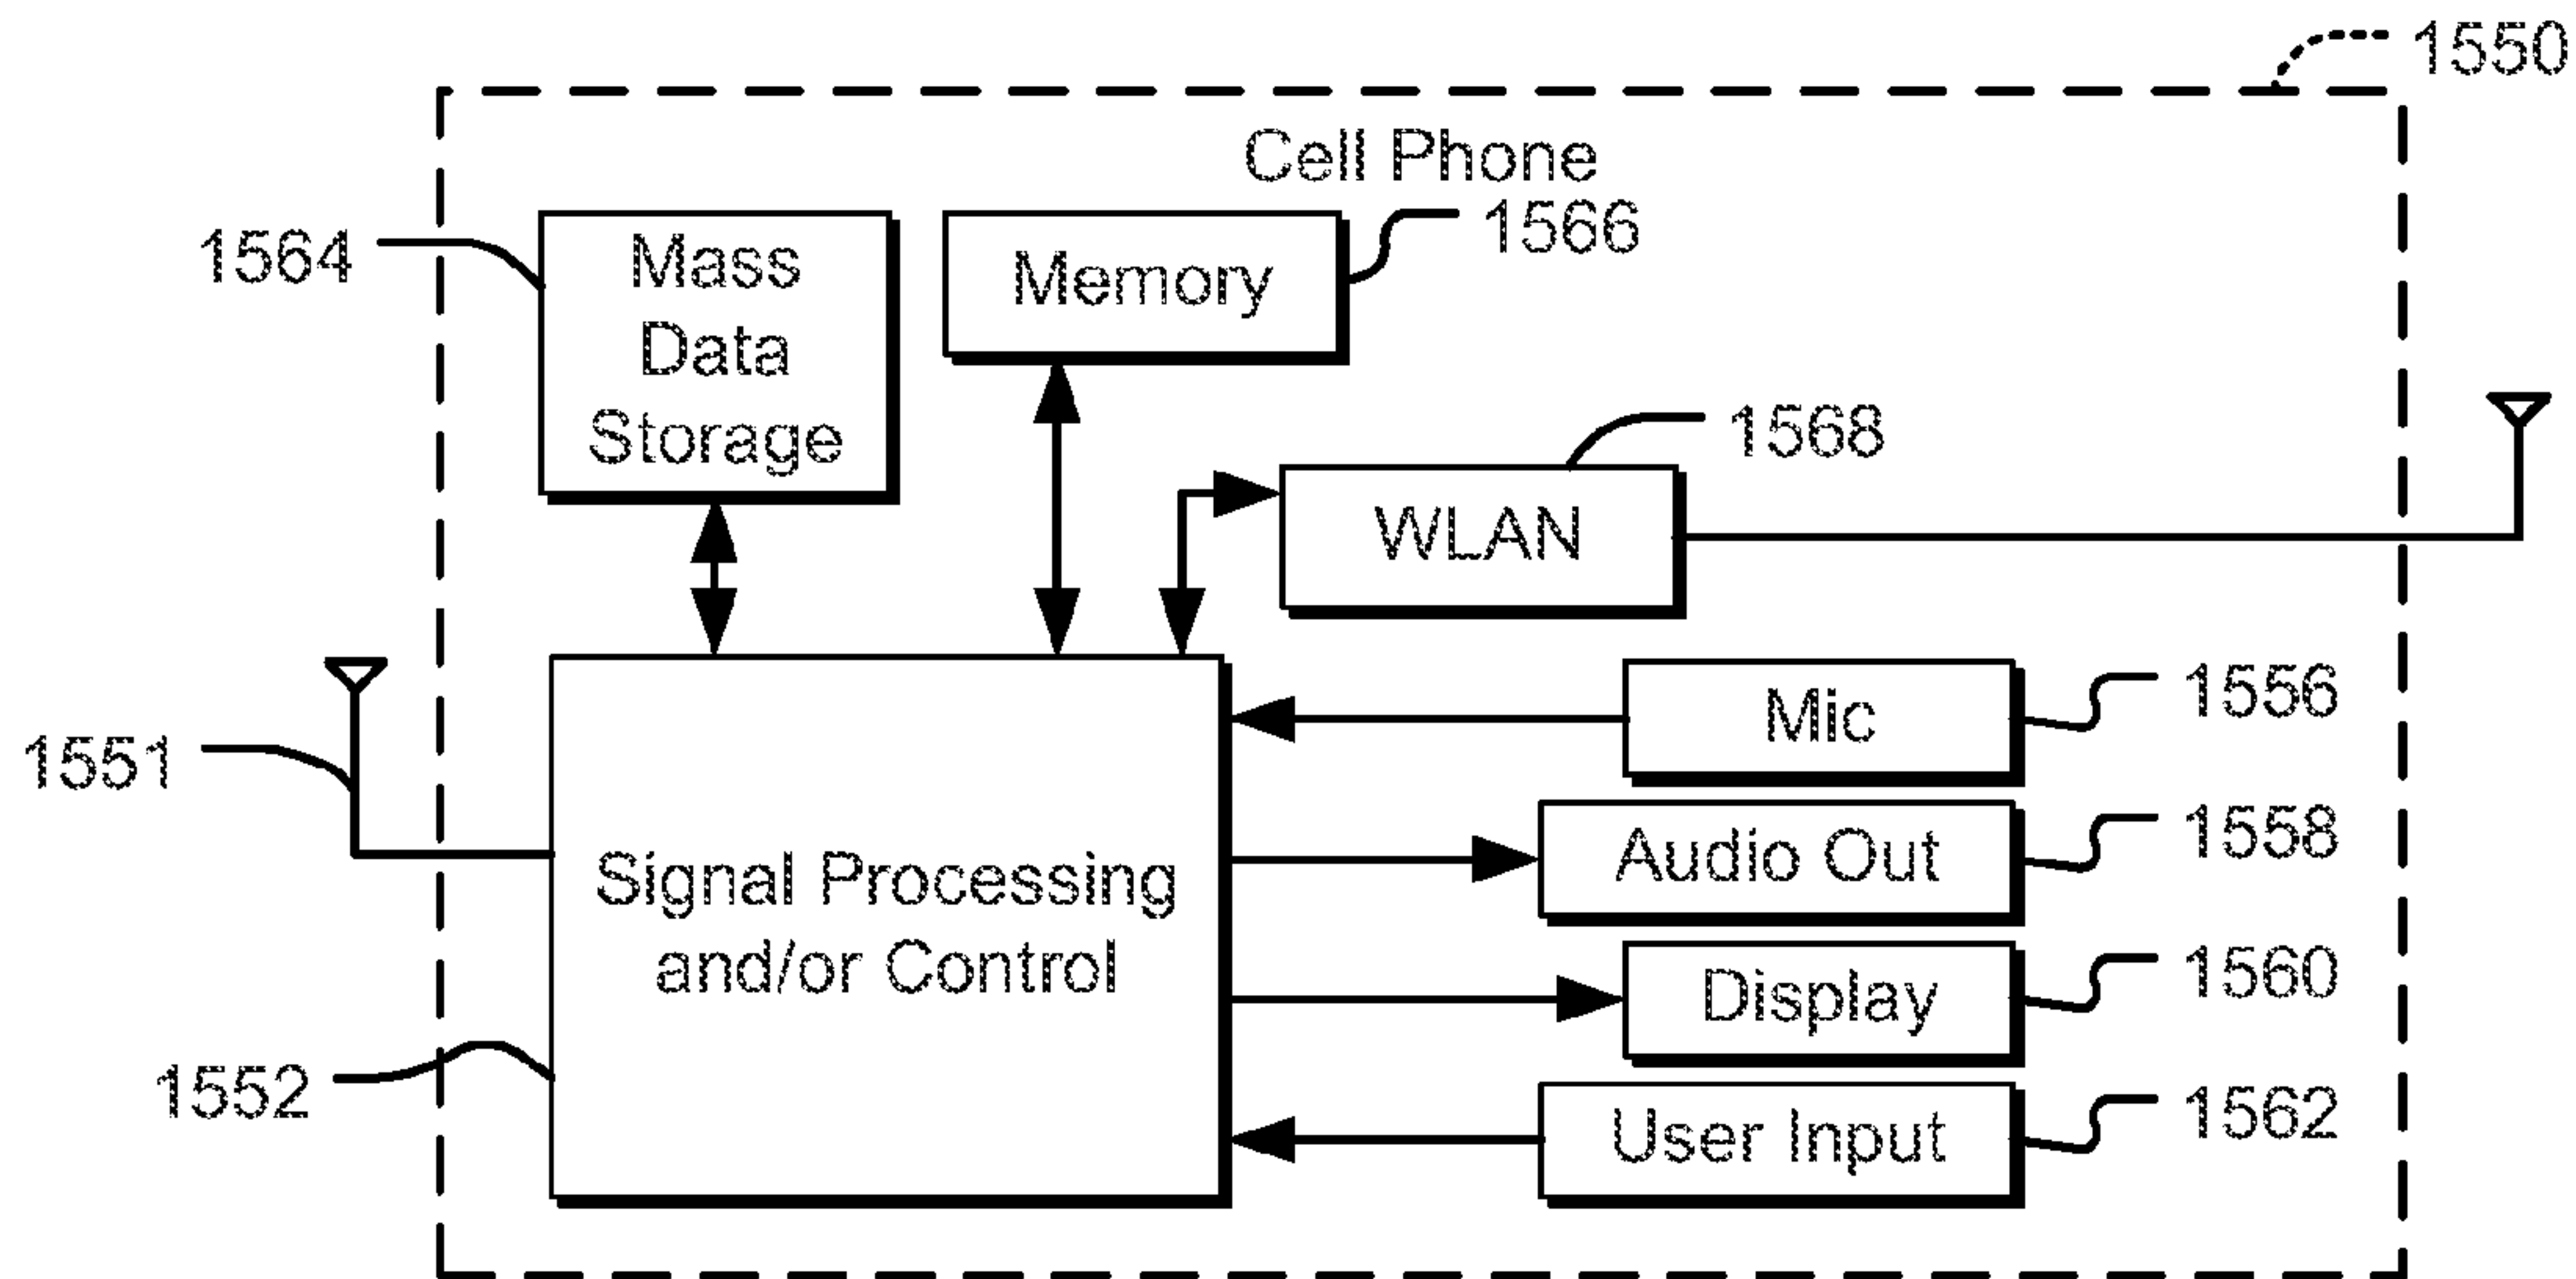 1550
Cell Phone
1564
Mass
Data
Storage
Memory
1566
1568
WLAN
1551
Mic
1556
Audio Out
1558
Signal Processing
and/or Control
Display
1560
1552
User Input
1562